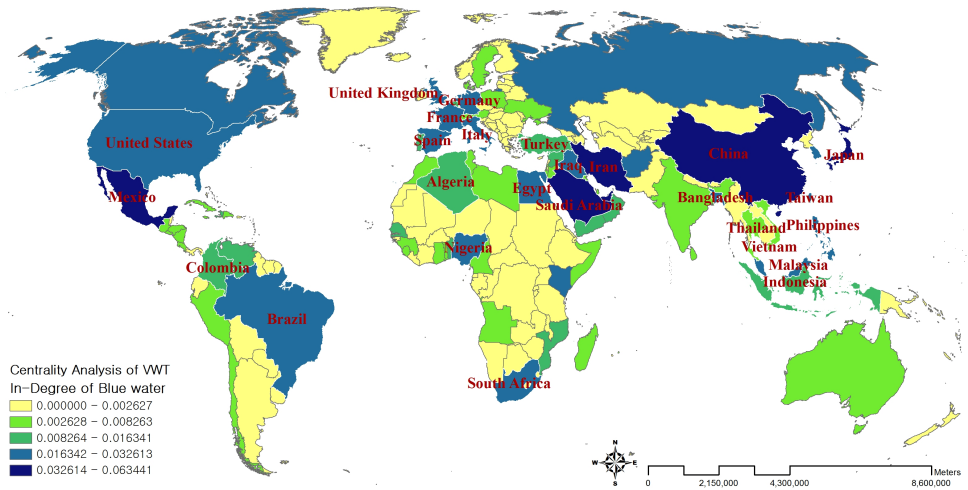 United Kingdom
Germany
France
Italy
Spain
Turkey
United States
Iraq
Iran
China
Japan
Mexico
Algeria
Egypt
Saudi Arabia
Bangladesh
Taiwan
Thailand
Philippines
Vietnam
Nigeria
Colombia
Malaysia
Indonesia
Brazil
South Africa
Centrality Analysis of VWT
In-Degree of Blue water
0.000000 - 0.002627
0.002628 - 0.008263
0.008264 - 0.016341
0.016342 - 0.032613
0.032614 - 0.063441
N
W E
S
Meters
0 2,150,000 4,300,000 8,600,000